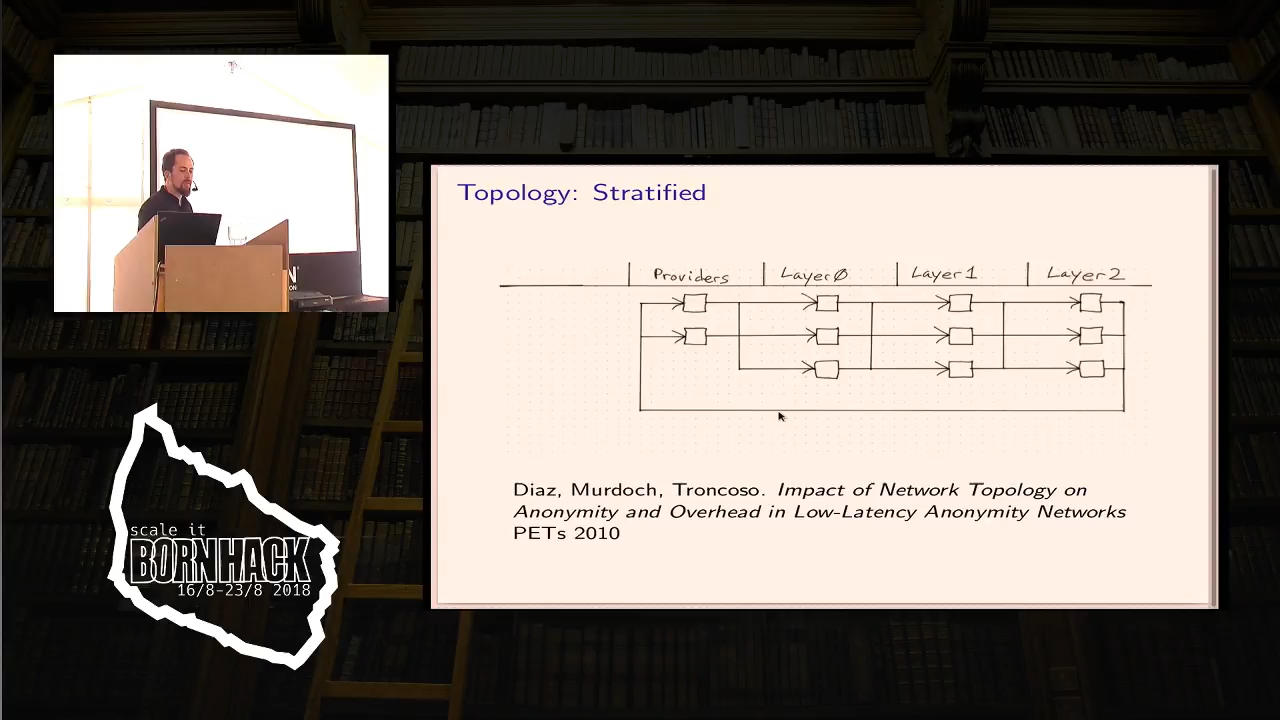 Topology: Stratified
Providers Layer0 Layer1 Layer2
Diaz, Murdoch, Troncoso. Impact of Network Topology on
Anonymity and Overhead in Low-Latency Anonymity Networks
PETs 2010
scale it
BORNHACK
16/8-23/8 2018